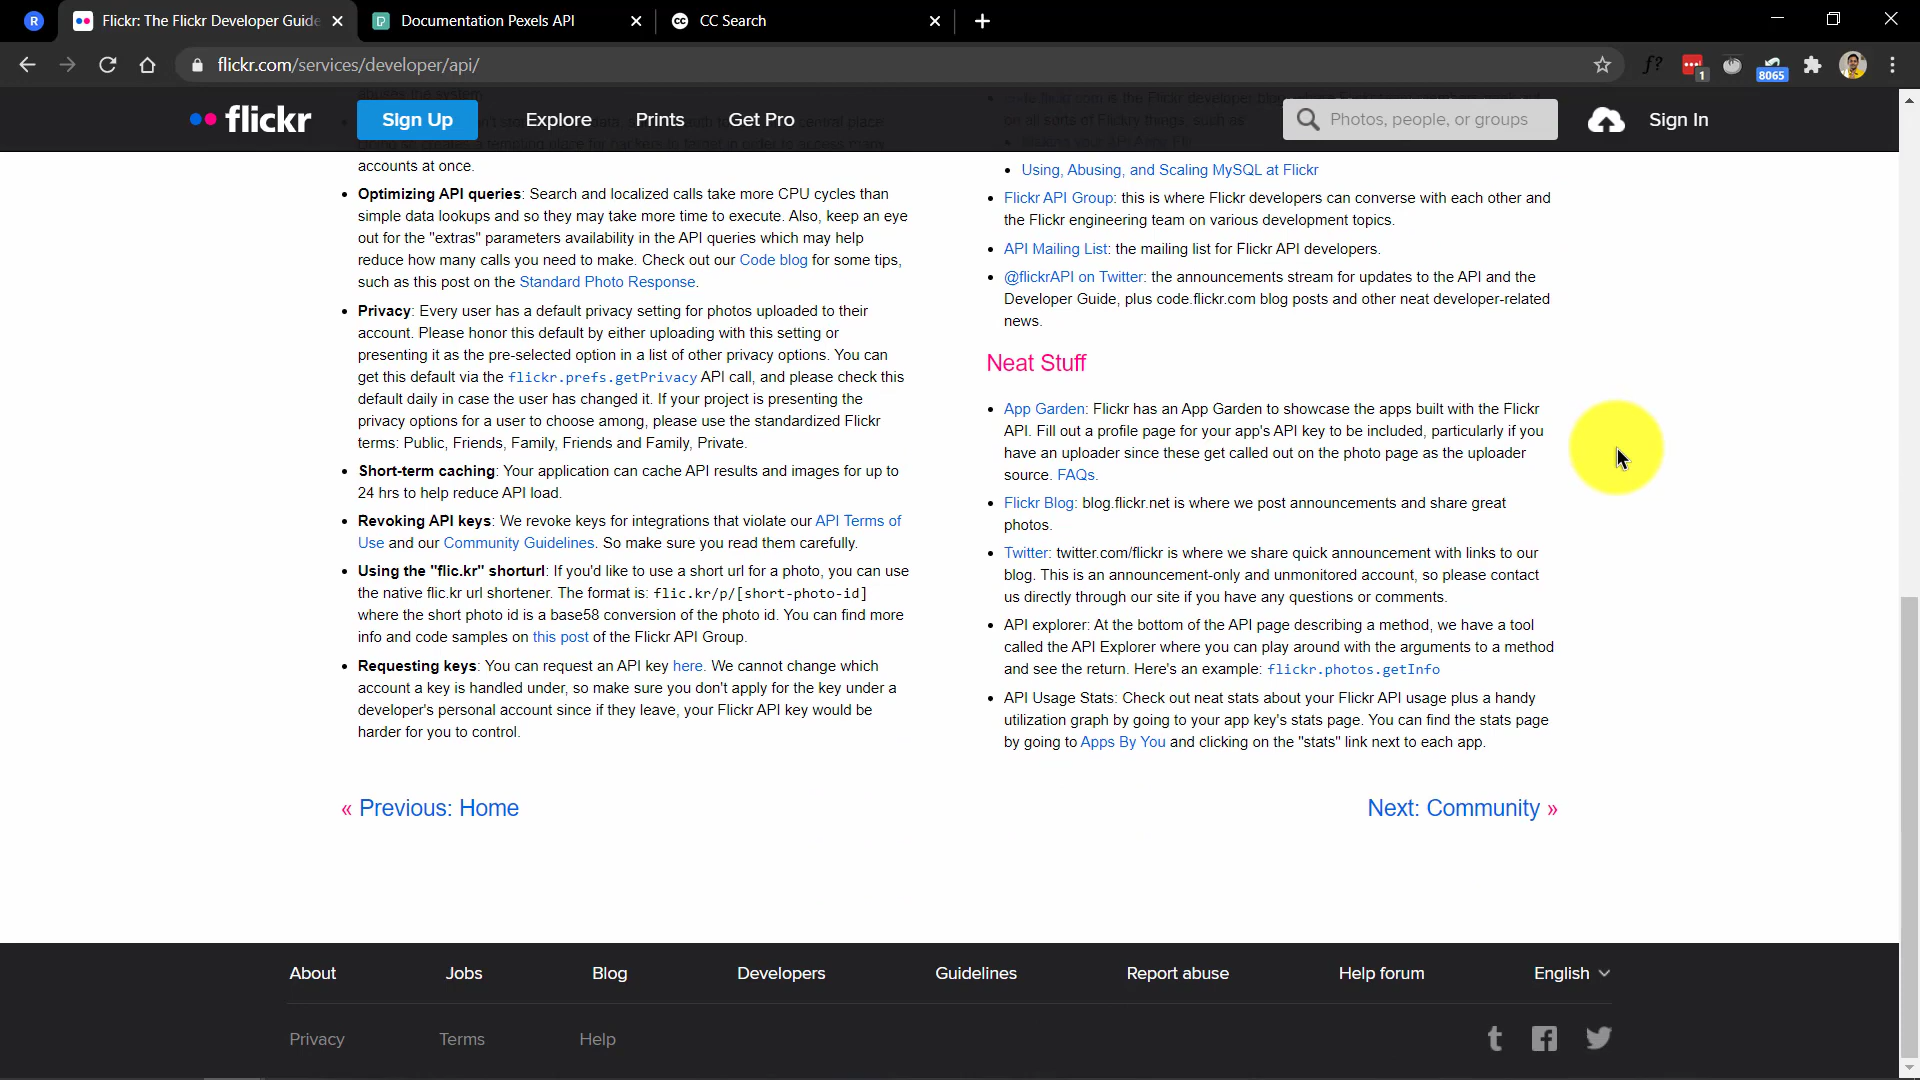 R
Flickr: The Flickr Developer Guide
Documentation Pexels API
CC Search
flickr.com/services/developer/api/
f?
1
8065
flickr
Sign Up
Explore
Prints
Get Pro
Photos, people, or groups
Sign In
accounts at once.
Optimizing API queries: Search and localized calls take more CPU cycles than
simple data lookups and so they may take more time to execute. Also, keep an eye
out for the "extras" parameters availability in the API queries which may help
reduce how many calls you need to make. Check out our Code blog for some tips,
such as this post on the Standard Photo Response.
Privacy: Every user has a default privacy setting for photos uploaded to their
account. Please honor this default by either uploading with this setting or
presenting it as the pre-selected option in a list of other privacy options. You can
get this default via the flickr.prefs.getPrivacy API call, and please check this
default daily in case the user has changed it. If your project is presenting the
privacy options for a user to choose among, please use the standardized Flickr
terms: Public, Friends, Family, Friends and Family, Private.
Short-term caching: Your application can cache API results and images for up to
24 hrs to help reduce API load.
Revoking API keys: We revoke keys for integrations that violate our API Terms of
Use and our Community Guidelines. So make sure you read them carefully.
Using the "flic.kr" shorturl: If you'd like to use a short url for a photo, you can use
the native flic.kr url shortener. The format is: flic.kr/p/[short-photo-id]
where the short photo id is a base58 conversion of the photo id. You can find more
info and code samples on this post of the Flickr API Group.
Requesting keys: You can request an API key here. We cannot change which
account a key is handled under, so make sure you don't apply for the key under a
developer's personal account since if they leave, your Flickr API key would be
harder for you to control.
Using, Abusing, and Scaling MySQL at Flickr
Flickr API Group: this is where Flickr developers can converse with each other and
the Flickr engineering team on various development topics.
API Mailing List: the mailing list for Flickr API developers.
@flickrAPI on Twitter: the announcements stream for updates to the API and the
Developer Guide, plus code.flickr.com blog posts and other neat developer-related
news.
Neat Stuff
App Garden: Flickr has an App Garden to showcase the apps built with the Flickr
API. Fill out a profile page for your app's API key to be included, particularly if you
have an uploader since these get called out on the photo page as the uploader
source. FAQs.
Flickr Blog: blog.flickr.net is where we post announcements and share great
photos.
Twitter: twitter.com/flickr is where we share quick announcement with links to our
blog. This is an announcement-only and unmonitored account, so please contact
us directly through our site if you have any questions or comments.
API explorer: At the bottom of the API page describing a method, we have a tool
called the API Explorer where you can play around with the arguments to a method
and see the return. Here's an example: flickr.photos.getInfo
API Usage Stats: Check out neat stats about your Flickr API usage plus a handy
utilization graph by going to your app key's stats page. You can find the stats page
by going to Apps By You and clicking on the "stats" link next to each app.
« Previous: Home
Next: Community »
About
Jobs
Blog
Developers
Guidelines
Report abuse
Help forum
English
Privacy
Terms
Help